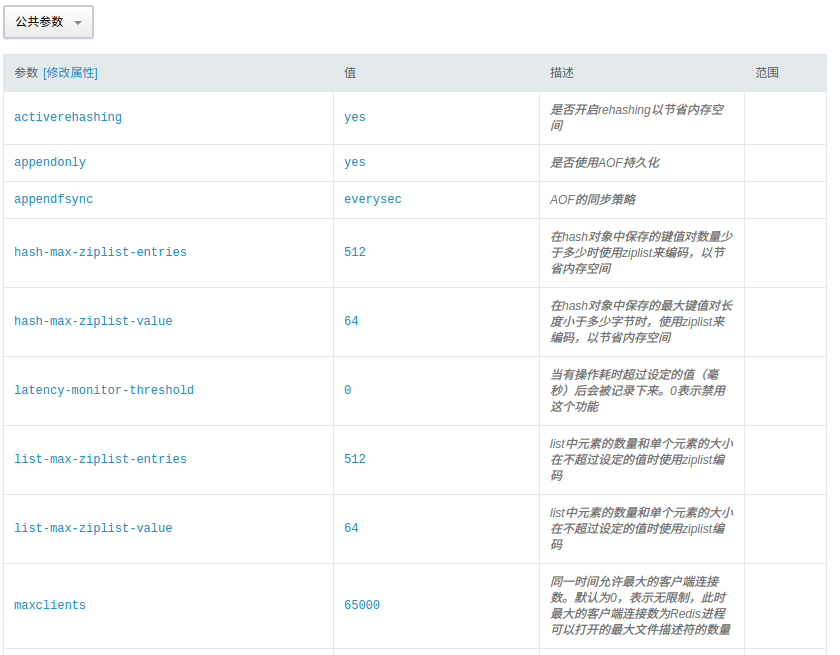 公共参数
参数 [修改属性] 值 描述 范围
activerehashing yes 是否开启rehashing以节省内存空
间
appendonly yes 是否使用AOF持久化
appendfsync everysec AOF的同步策略
hash-max-ziplist-entries 512 在hash对象中保存的键值对数量少
于多少时使用ziplist来编码，以节
省内存空间
hash-max-ziplist-value 64 在hash对象中保存的最大键值对长
度小于多少字节时，使用ziplist来
编码，以节省内存空间
latency-monitor-threshold 0 当有操作耗时超过设定的值（毫
秒）后会被记录下来。0表示禁用
这个功能
list-max-ziplist-entries 512 list中元素的数量和单个元素的大小
在不超过设定的值时使用ziplist编
码
list-max-ziplist-value 64 list中元素的数量和单个元素的大小
在不超过设定的值时使用ziplist编
码
maxclients 65000 同一时间允许最大的客户端连接
数。默认为0，表示无限制，此时
最大的客户端连接数为Redis进程
可以打开的最大文件描述符的数量